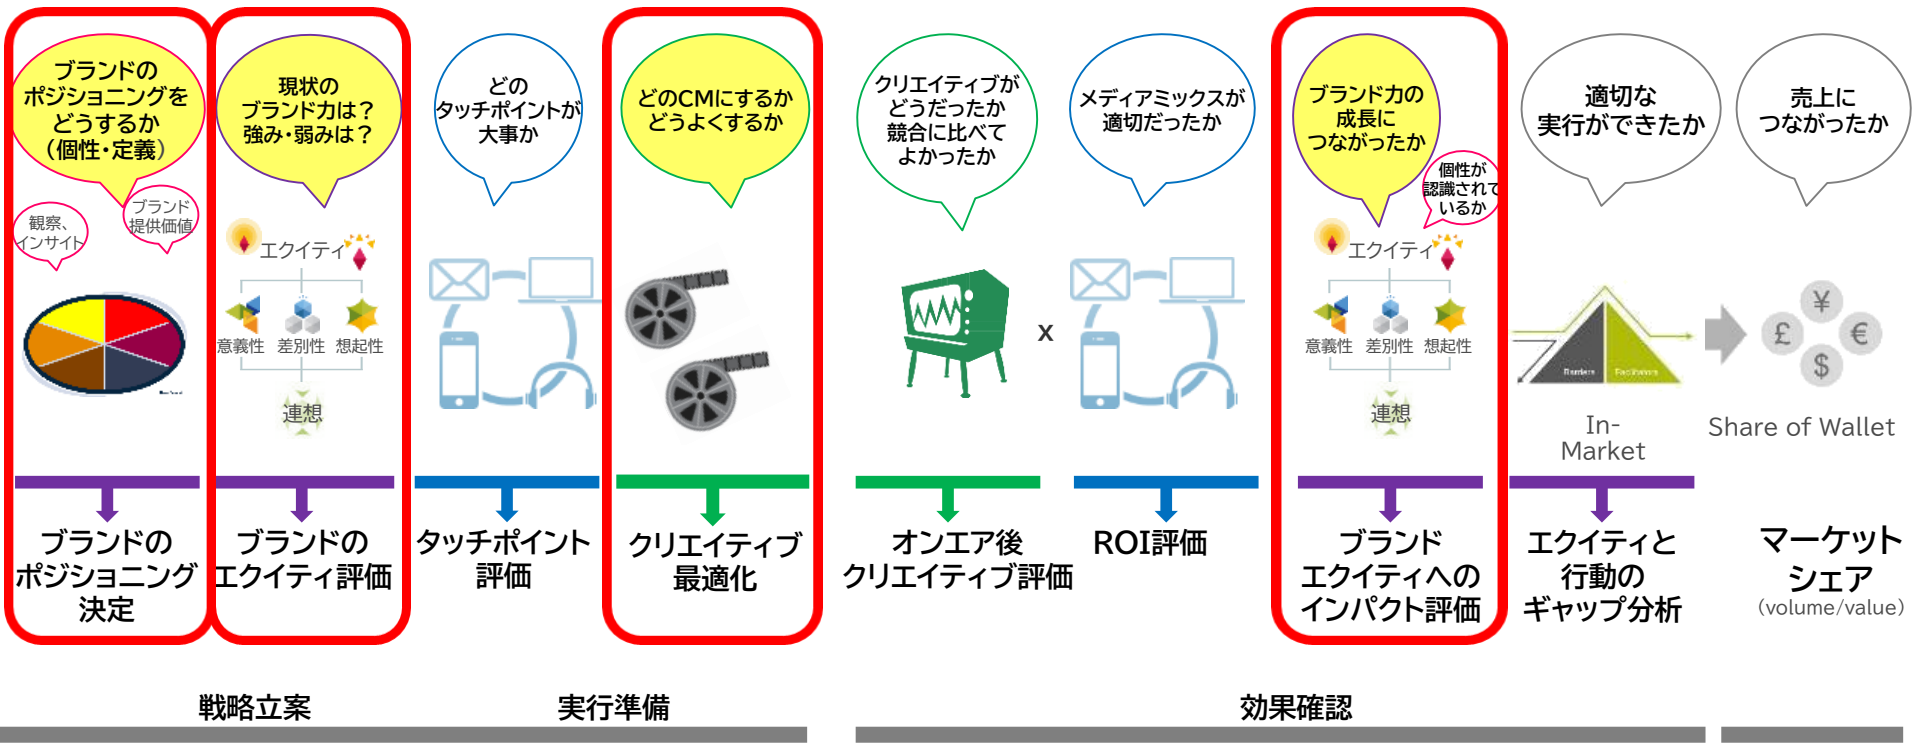 ブランドの
ポジショニングを
どうするか
（個性・定義）
観察、
インサイト
ブランド
提供価値
ブランドの
ポジショニング
決定
現状の
ブランド力は？
強み・弱みは？
エクイティ
意義性 差別性 想起性
連想
ブランドの
エクイティ評価
どの
タッチポイントが
大事か
タッチポイント
評価
どのCMにするか
どうよくするか
クリエイティブ
最適化
クリエイティブが
どうだったか
競合に比べて
よかったか
x
オンエア後
クリエイティブ評価
メディアミックスが
適切だったか
ROI評価
ブランド力の
成長に
つながったか
個性が
認識されて
いるか
エクイティ
意義性 差別性 想起性
連想
ブランド
エクイティへの
インパクト評価
適切な
実行ができたか
Barriers Facilitators
In-
Market
エクイティと
行動の
ギャップ分析
売上に
つながったか
¥
£ €
$
Share of Wallet
マーケット
シェア
(volume/value)
戦略立案 実行準備 効果確認